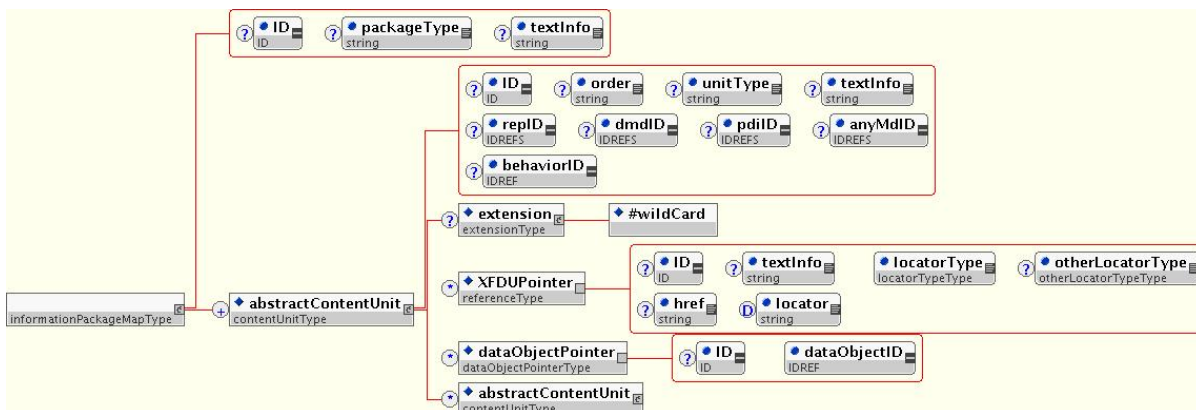 ID packageType textInfo
ID string string
ID order unitType textInfo
ID string string string
repID dmdID pdiID anyMdID
IDREFS IDREFS IDREFS IDREFS
behaviorID
IDREF
extension #wildCard
extensionType
ID textInfo locatorType otherLocatorType
ID string locatorTypeType otherLocatorTypeType
XFDUPointer
referenceType
href locator
string string
abstractContentUnit
informationPackageMapType contentUnitType
dataObjectPointer ID dataObjectID
dataObjectPointerType ID IDREF
abstractContentUnit
contentUnitType